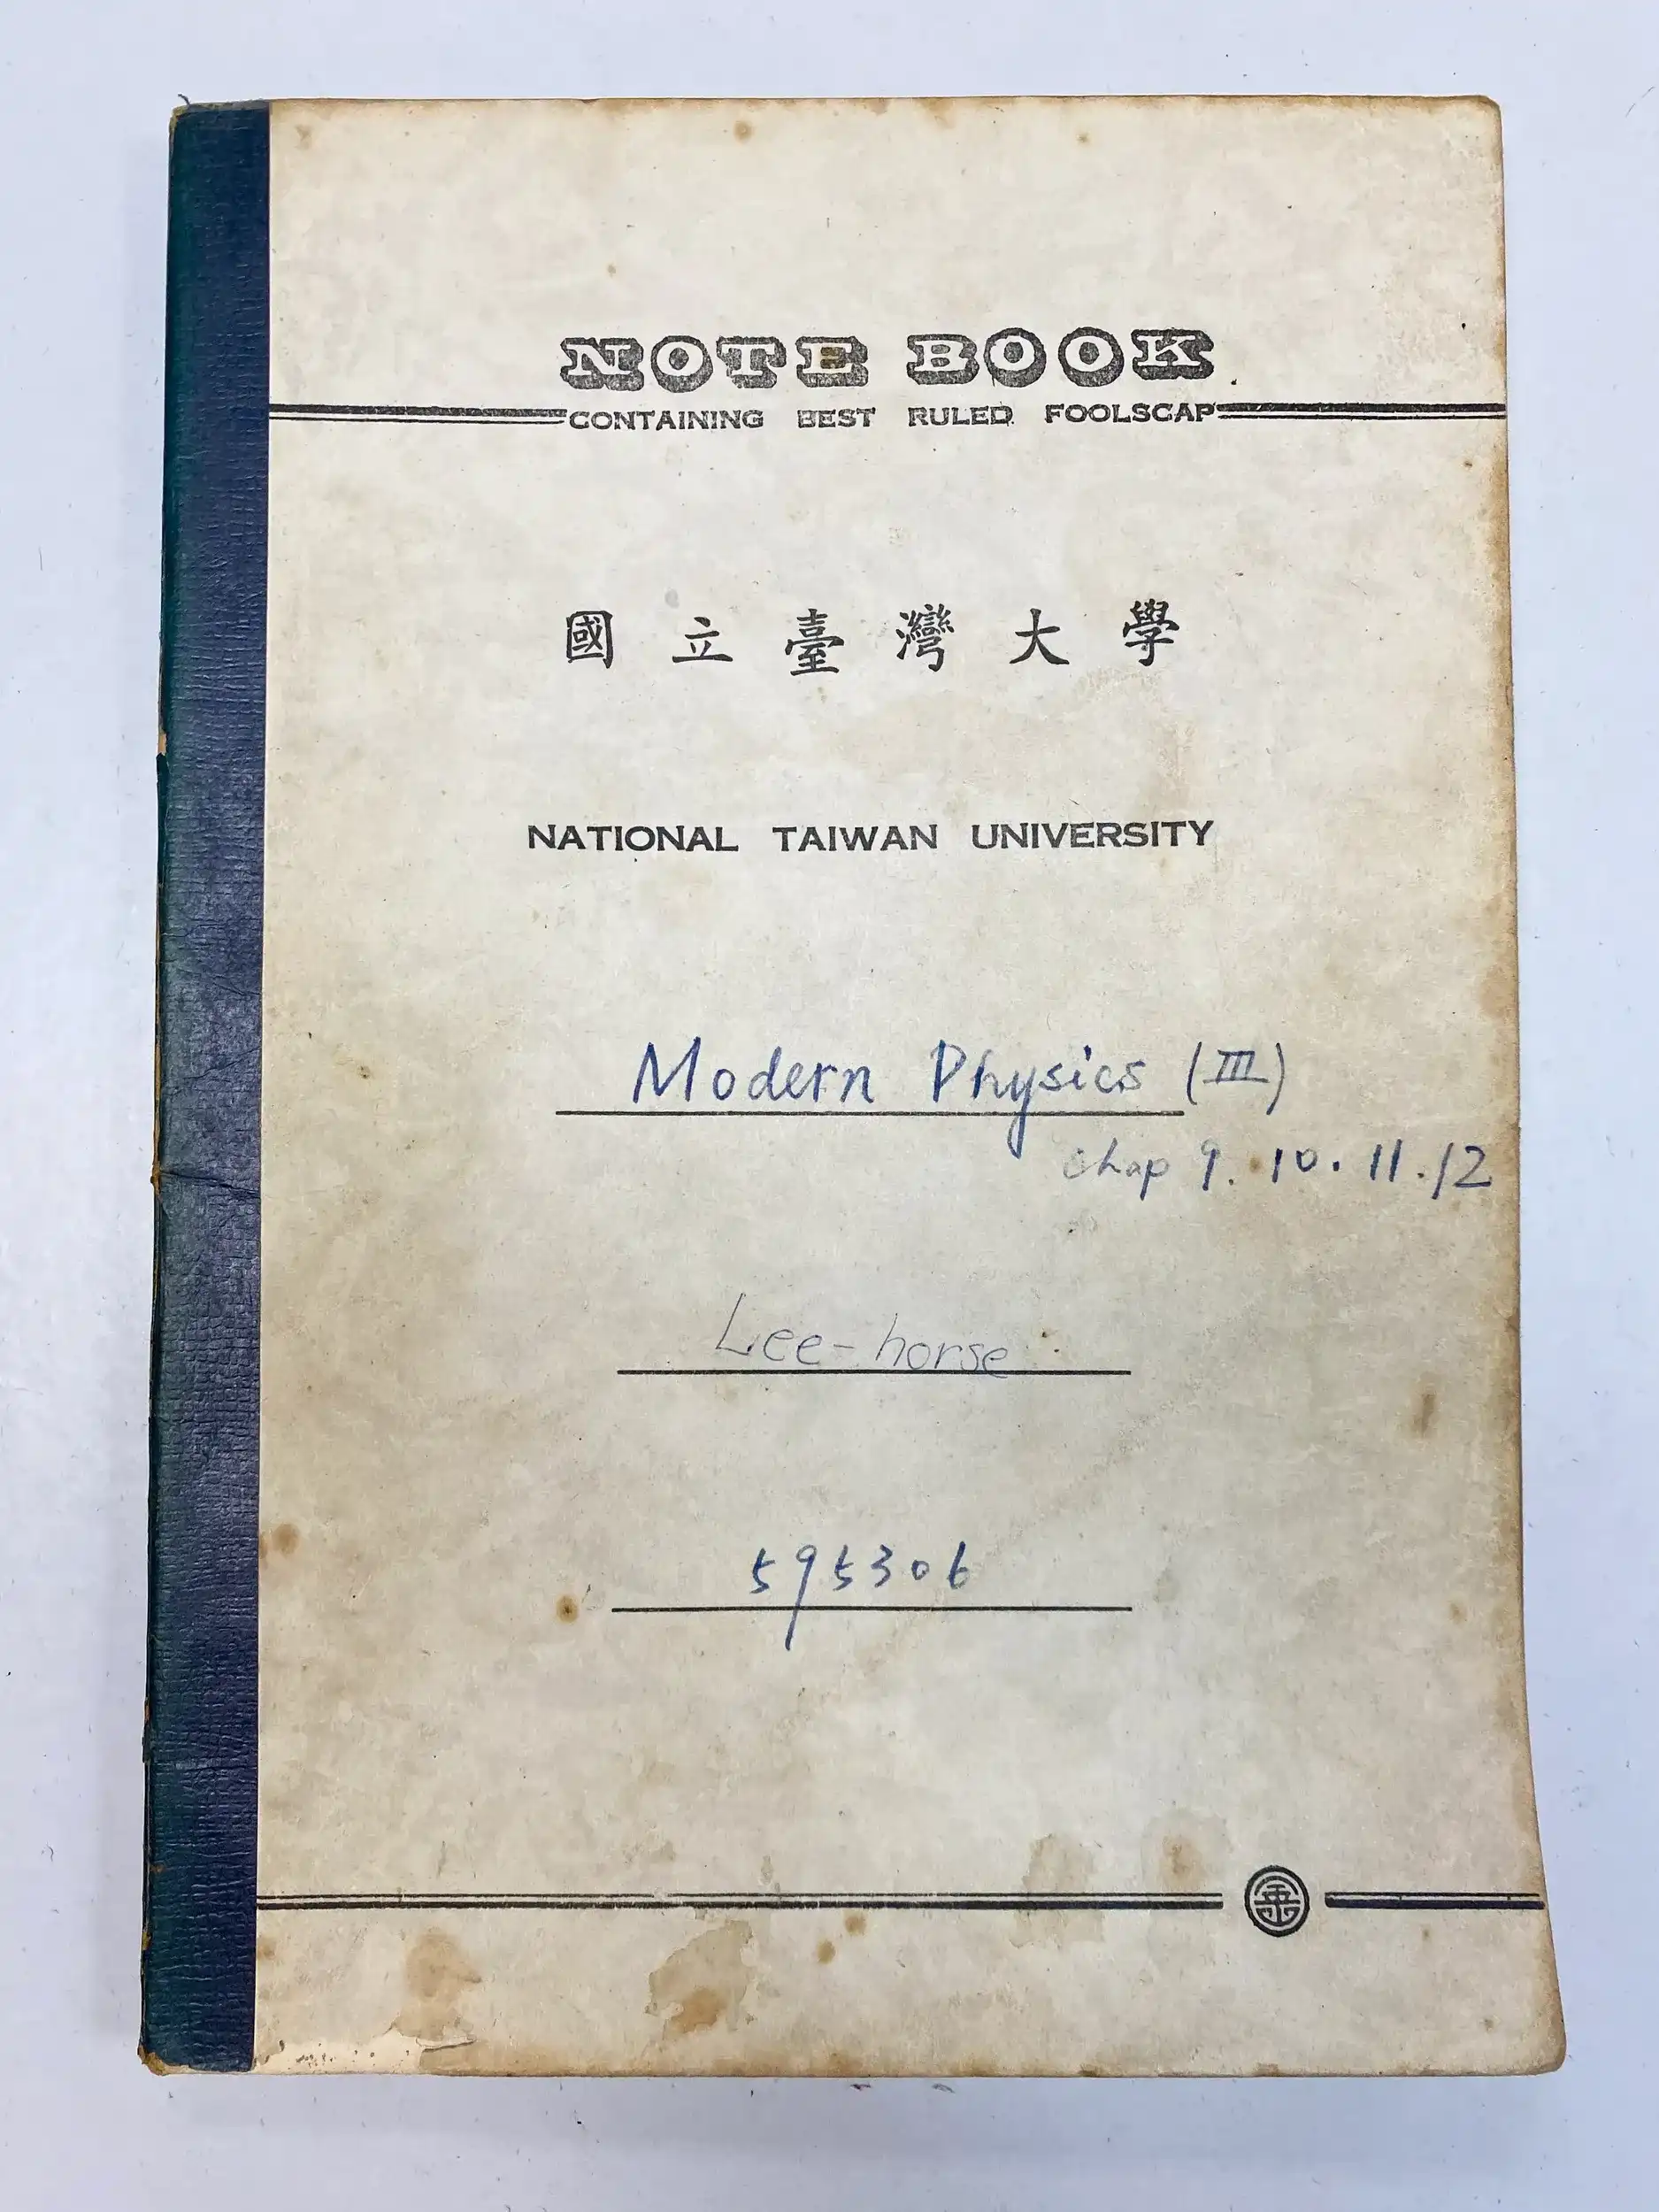 NOTE BOOK
CONTAINING BEST RULED FOOLSCAP
國立臺灣大學
NATIONAL TAIWAN UNIVERSITY
Modern Physics (III)
chap 9. 10. 11. 12
Lee-horse
595306